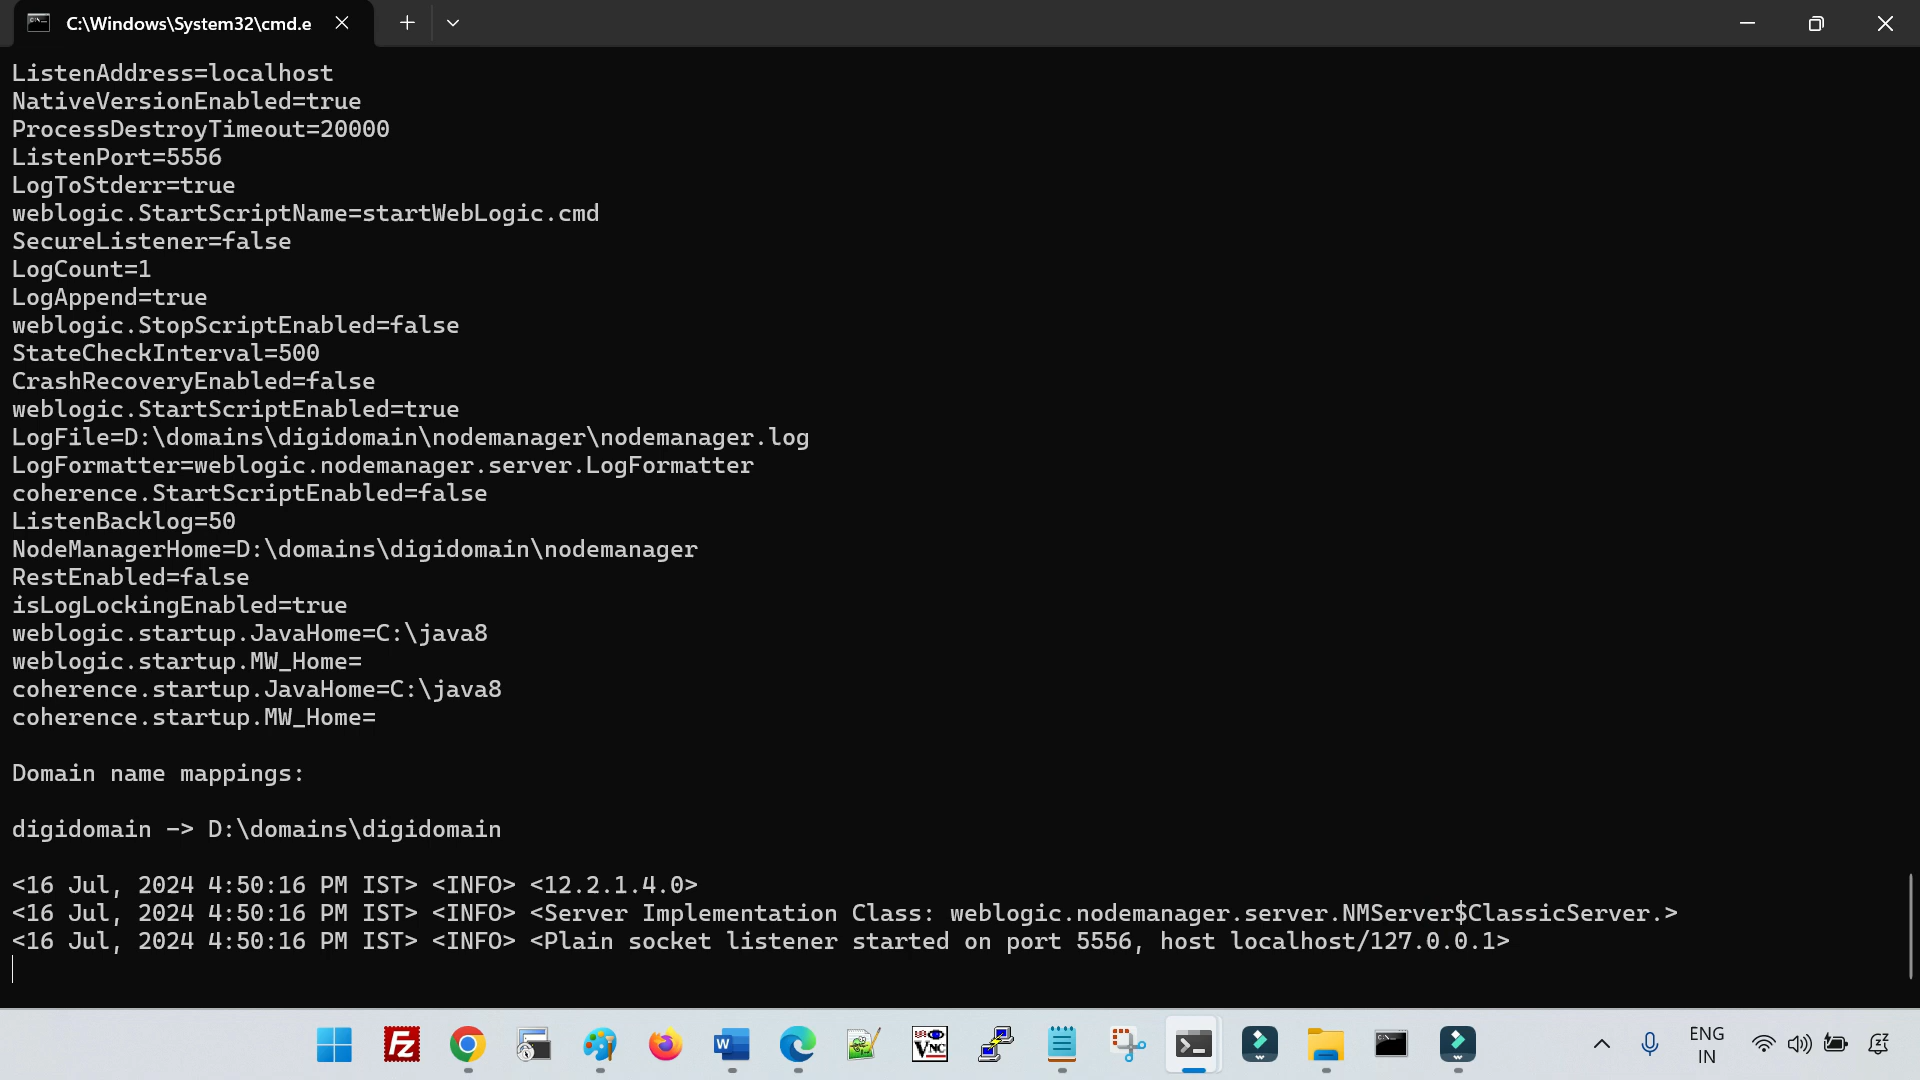 C:\Windows\System32\cmd.e
ListenAddress=localhost
NativeVersionEnabled=true
ProcessDestroyTimeout=20000
ListenPort=5556
LogToStderr=true
weblogic.StartScriptName=startWebLogic.cmd
SecureListener=false
LogCount=1
LogAppend=true
weblogic.StopScriptEnabled=false
StateCheckInterval=500
CrashRecoveryEnabled=false
weblogic.StartScriptEnabled=true
LogFile=D:\domains\digidomain\nodemanager\nodemanager.log
LogFormatter=weblogic.nodemanager.server.LogFormatter
coherence.StartScriptEnabled=false
ListenBacklog=50
NodeManagerHome=D:\domains\digidomain\nodemanager
RestEnabled=false
isLogLockingEnabled=true
weblogic.startup.JavaHome=C:\java8
weblogic.startup.MW_Home=
coherence.startup.JavaHome=C:\java8
coherence.startup.MW_Home=
Domain name mappings:
digidomain -> D:\domains\digidomain
<16 Jul, 2024 4:50:16 PM IST> <INFO> <12.2.1.4.0>
<16 Jul, 2024 4:50:16 PM IST> <INFO> <Server Implementation Class: weblogic.nodemanager.server.NMServer$ClassicServer.>
<16 Jul, 2024 4:50:16 PM IST> <INFO> <Plain socket listener started on port 5556, host localhost/127.0.0.1>
ENG
IN